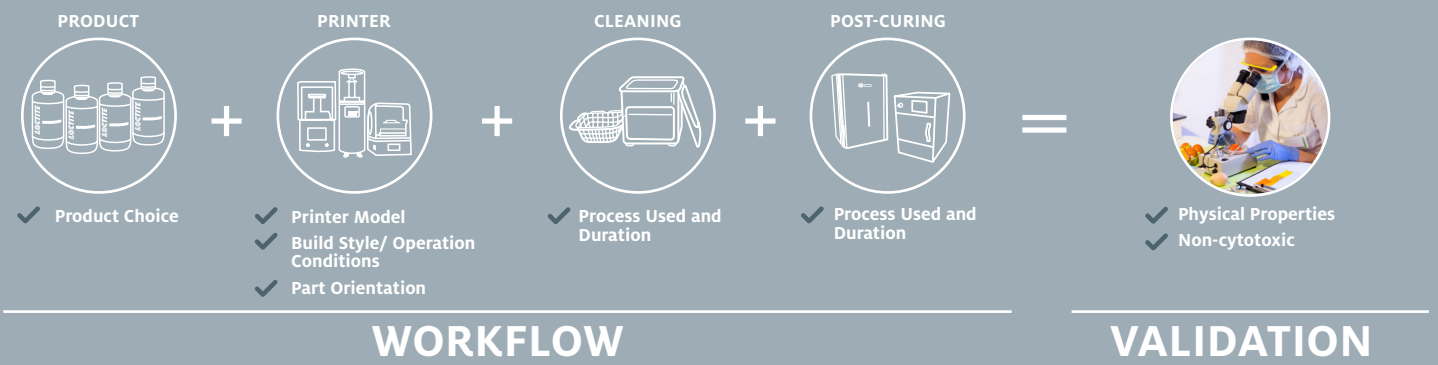 PRODUCT
PRINTER
CLEANING
POST-CURING
LOCTITE
LOCTITE
LOCTITE
LOCTITE
+
+
+
=
Product Choice
Printer Model
Build Style/ Operation
Conditions
Part Orientation
Process Used and
Duration
Process Used and
Duration
Physical Properties
Non-cytotoxic
WORKFLOW
VALIDATION